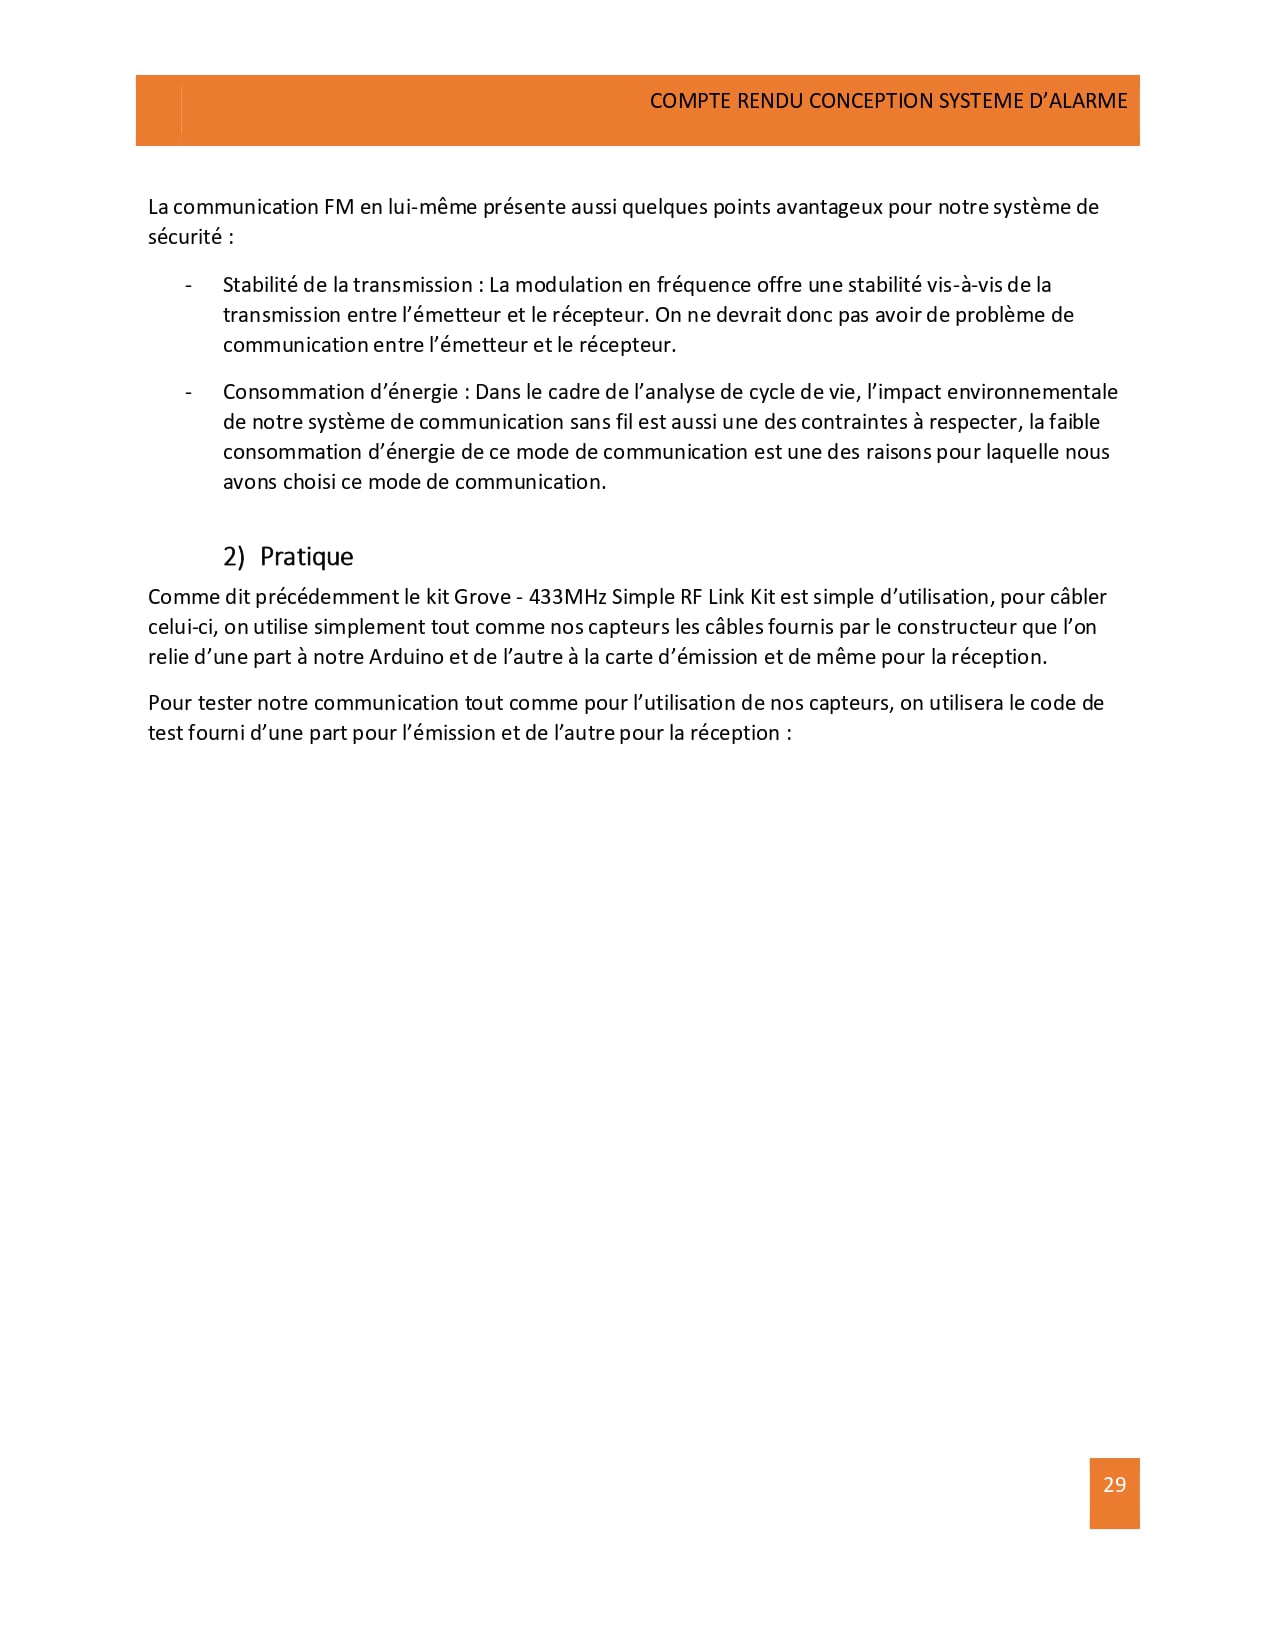 COMPTE RENDU CONCEPTION SYSTEME D’ALARME
La communication FM en lui-même présente aussi quelques points avantageux pour notre système de
sécurité :
- Stabilité de la transmission : La modulation en fréquence offre une stabilité vis-à-vis de la
transmission entre l’émetteur et le récepteur. On ne devrait donc pas avoir de problème de
communication entre l’émetteur et le récepteur.
- Consommation d’énergie : Dans le cadre de l’analyse de cycle de vie, l’impact environnementale
de notre système de communication sans fil est aussi une des contraintes à respecter, la faible
consommation d’énergie de ce mode de communication est une des raisons pour laquelle nous
avons choisi ce mode de communication.
2) Pratique
Comme dit précédemment le kit Grove - 433MHz Simple RF Link Kit est simple d’utilisation, pour câbler
celui-ci, on utilise simplement tout comme nos capteurs les câbles fournis par le constructeur que l’on
relie d’une part à notre Arduino et de l’autre à la carte d’émission et de même pour la réception.
Pour tester notre communication tout comme pour l’utilisation de nos capteurs, on utilisera le code de
test fourni d’une part pour l’émission et de l’autre pour la réception :
29